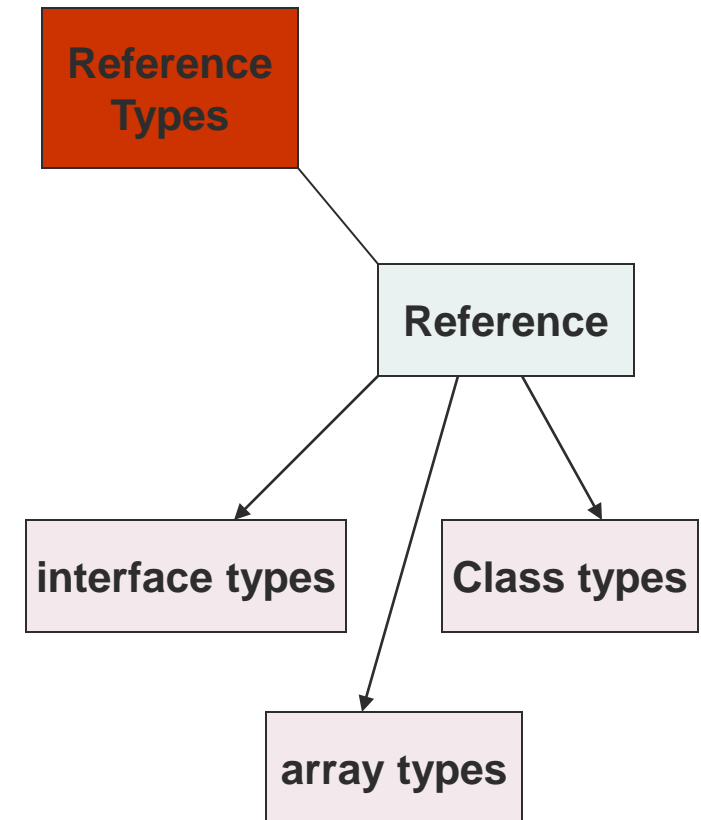 Reference
Types
Reference
interface types
Class types
array types